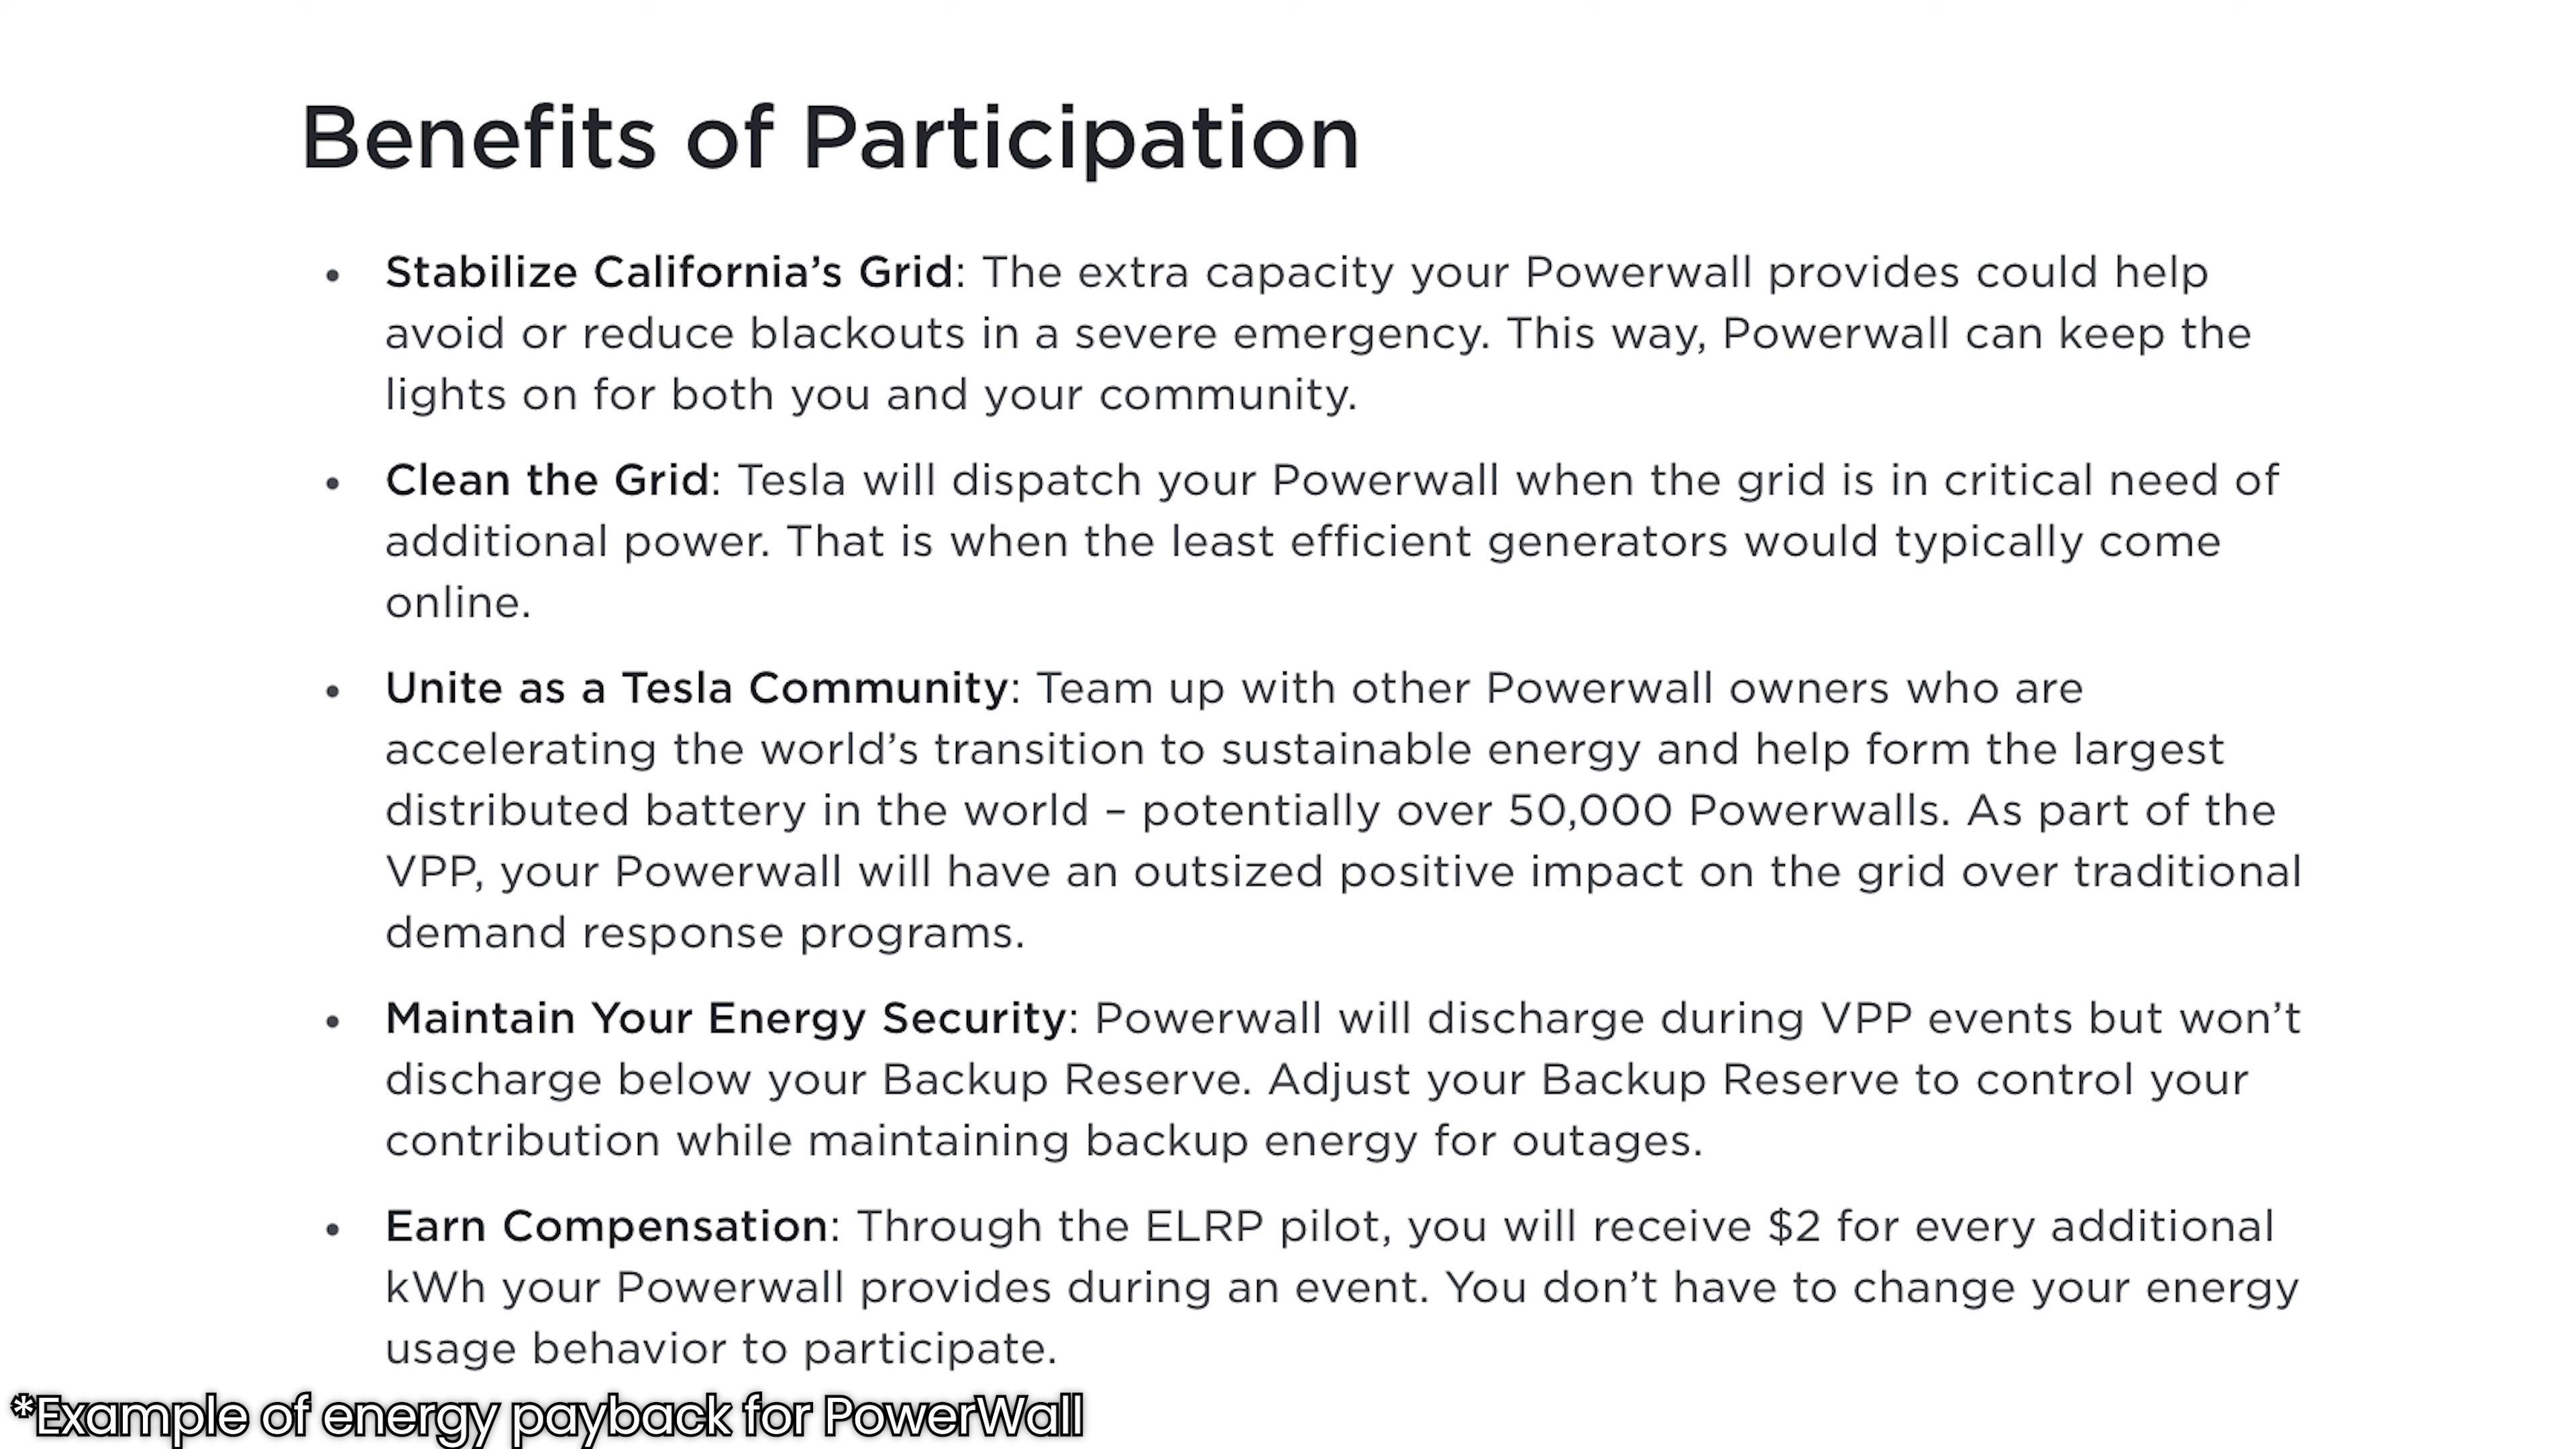 Benefits of Participation
• Stabilize California’s Grid: The extra capacity your Powerwall provides could help
avoid or reduce blackouts in a severe emergency. This way, Powerwall can keep the
lights on for both you and your community.
• Clean the Grid: Tesla will dispatch your Powerwall when the grid is in critical need of
additional power. That is when the least efficient generators would typically come
online.
• Unite as a Tesla Community: Team up with other Powerwall owners who are
accelerating the world’s transition to sustainable energy and help form the largest
distributed battery in the world – potentially over 50,000 Powerwalls. As part of the
VPP, your Powerwall will have an outsized positive impact on the grid over traditional
demand response programs.
• Maintain Your Energy Security: Powerwall will discharge during VPP events but won’t
discharge below your Backup Reserve. Adjust your Backup Reserve to control your
contribution while maintaining backup energy for outages.
• Earn Compensation: Through the ELRP pilot, you will receive $2 for every additional
kWh your Powerwall provides during an event. You don’t have to change your energy
usage behavior to participate.
*Example of energy payback for PowerWall